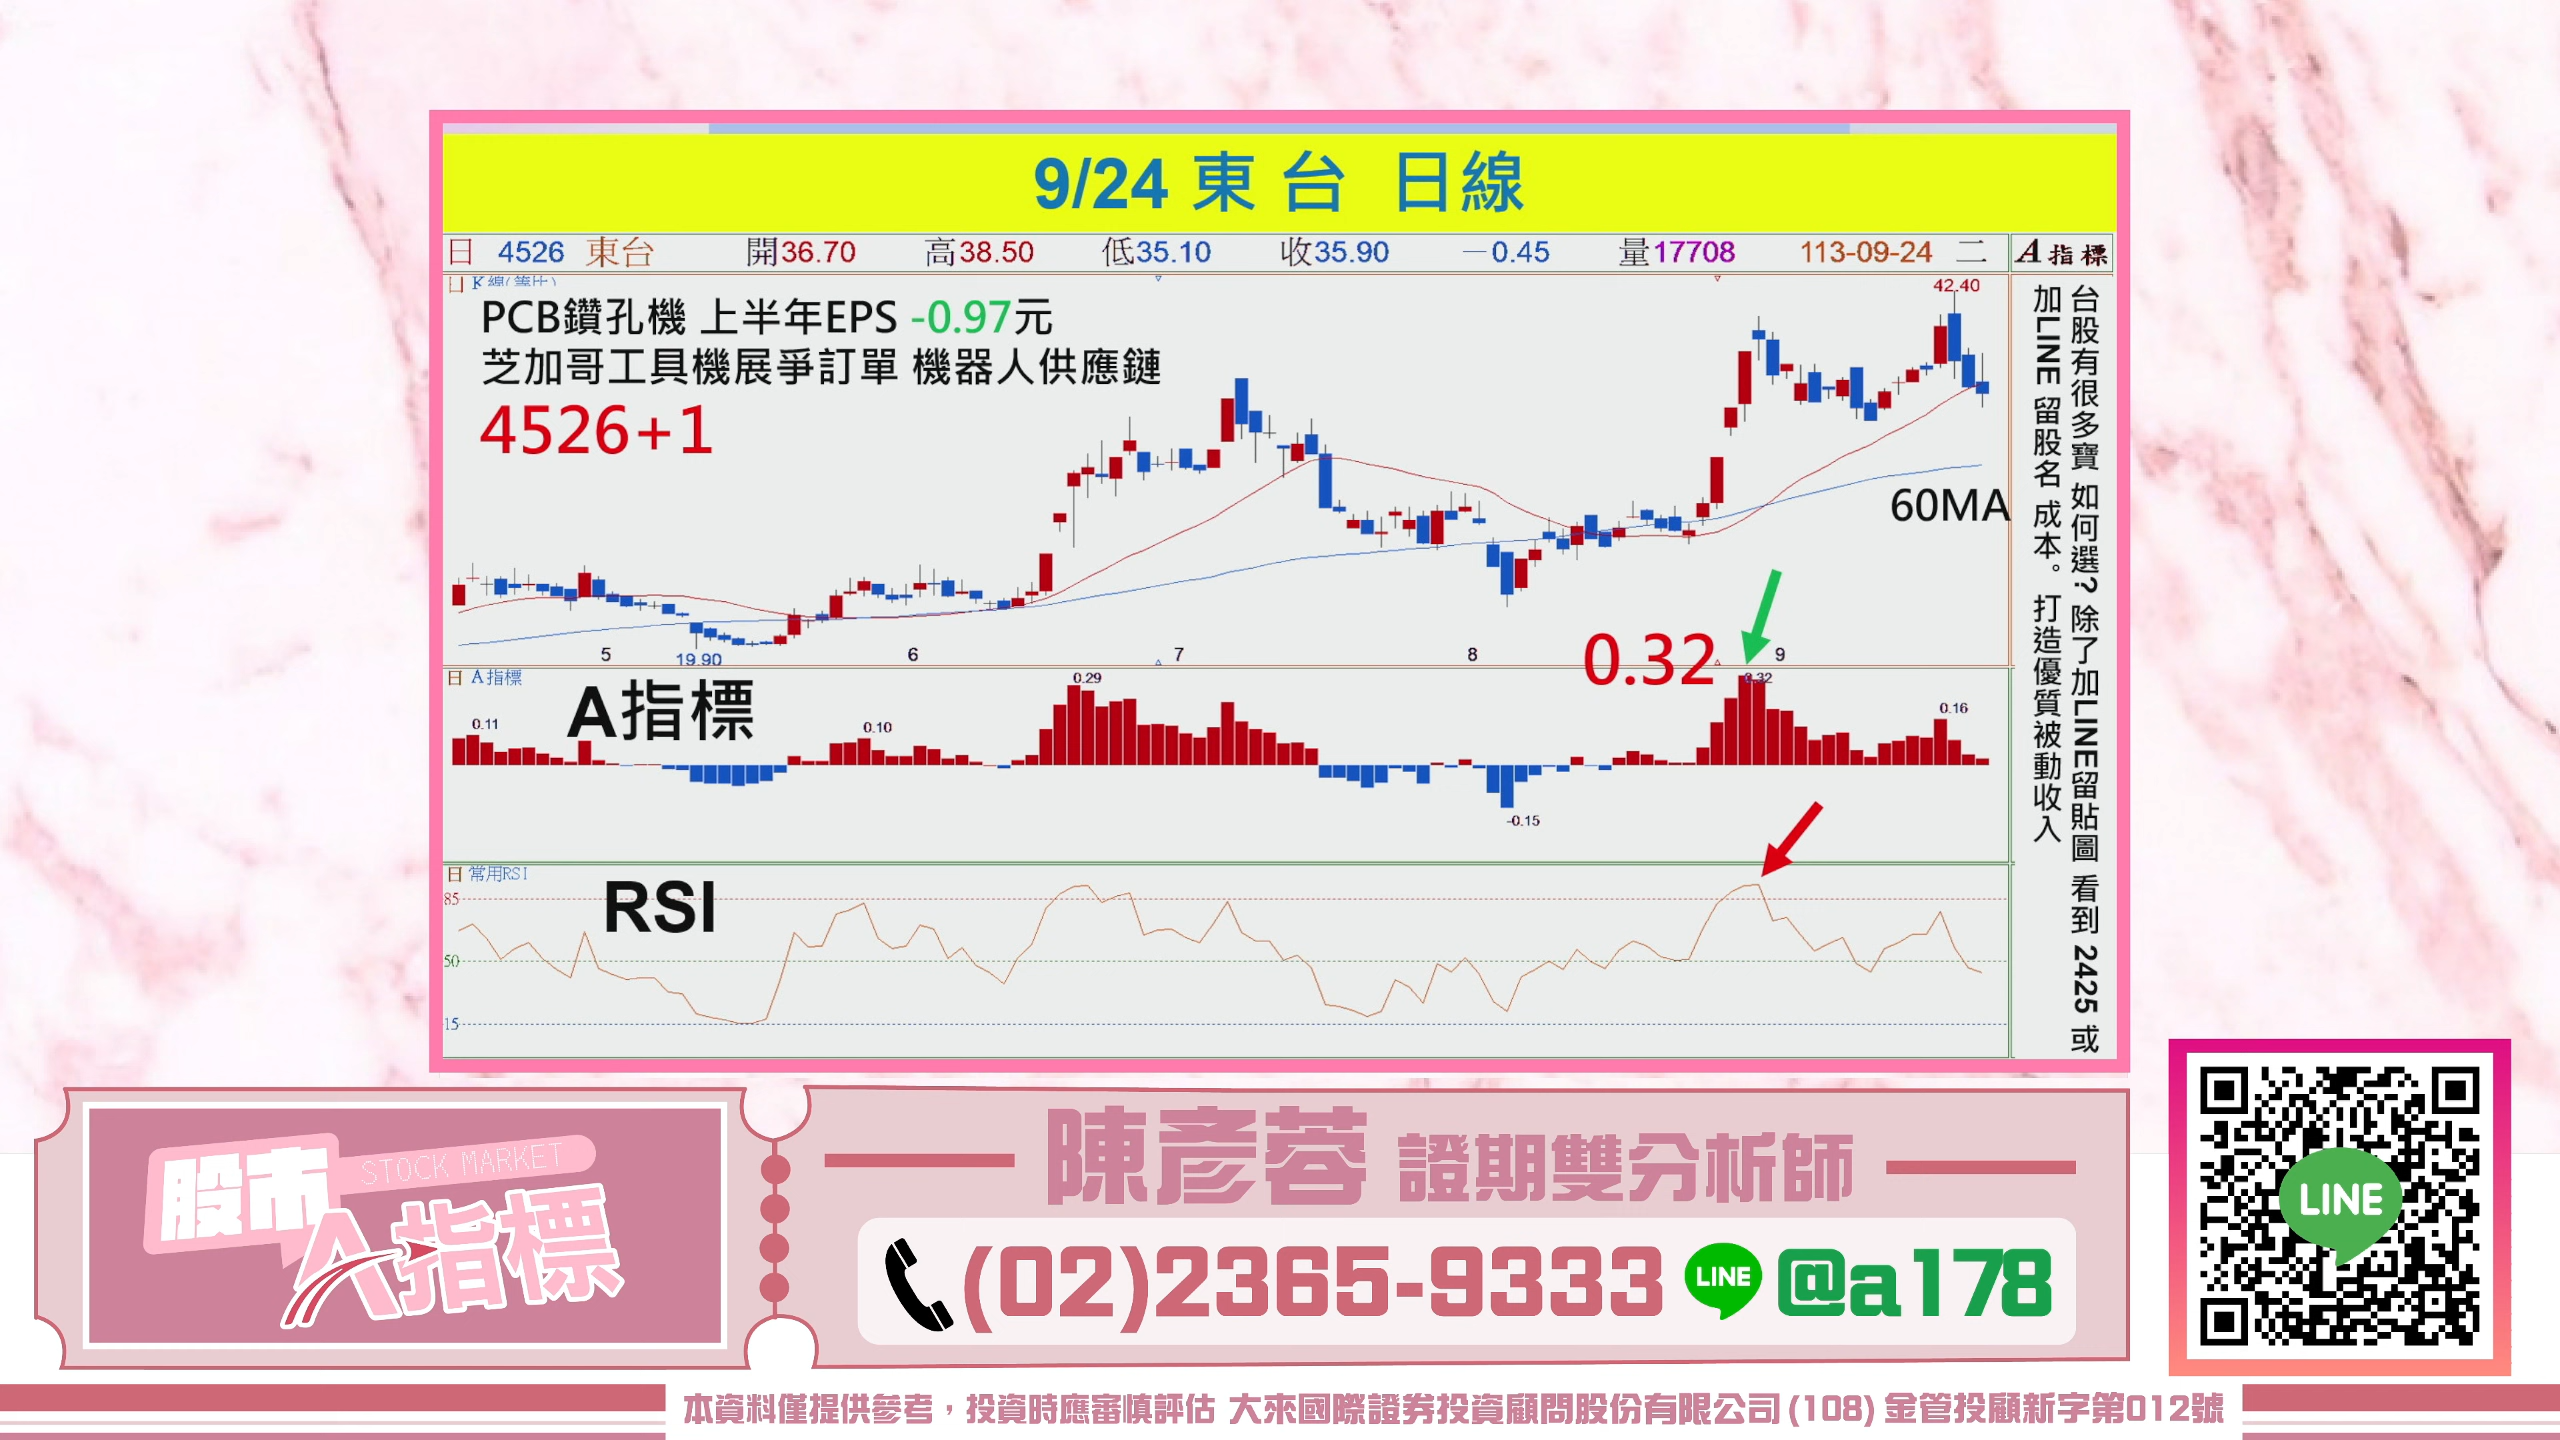 9/24 東 台 日線
日 4526 東台 開36.70 高38.50 低35.10 收35.90 －0.45 量17708 113-09-24 二 A指標
日 K線(等比)
PCB鑽孔機 上半年EPS -0.97元
芝加哥工具機展爭訂單 機器人供應鏈
4526+1
42.40
60MA
19.90
5 6 7 8 9
0.32
日 A指標
A指標
0.11 0.10 0.29 -0.15 0.32 0.16
日 常用RSI
RSI
85
50
15
台股有很多寶 如何選? 除了加LINE留貼圖 看到 2425 或
加LINE 留股名 成本。 打造優質被動收入
股市 STOCK MARKET
A指標
陳彥蓉 證期雙分析師
(02)2365-9333 LINE @a178
LINE
本資料僅提供參考，投資時應審慎評估 大來國際證券投資顧問股份有限公司 (108) 金管投顧新字第012號